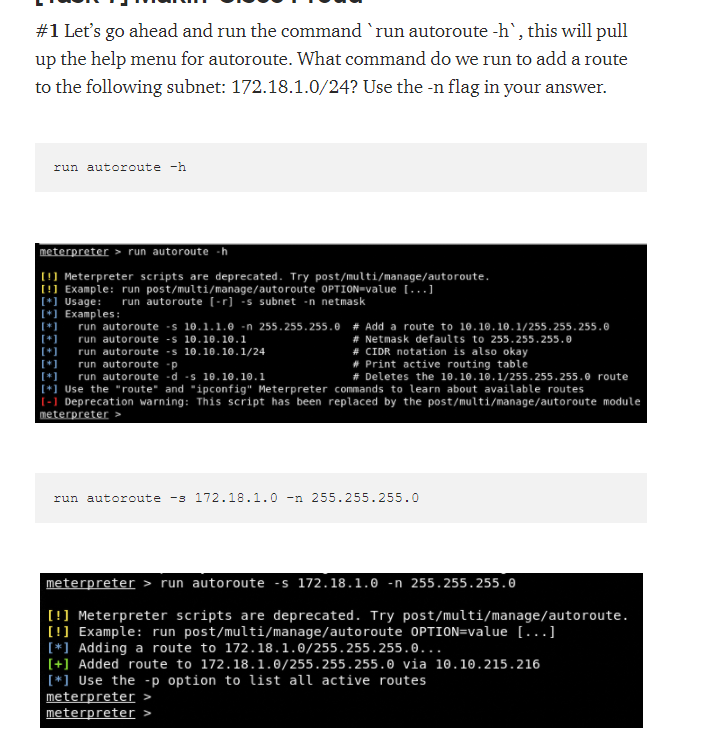 #1 Let’s go ahead and run the command `run autoroute -h`, this will pull
up the help menu for autoroute. What command do we run to add a route
to the following subnet: 172.18.1.0/24? Use the -n flag in your answer.
run autoroute -h
meterpreter > run autoroute -h
[!] Meterpreter scripts are deprecated. Try post/multi/manage/autoroute.
[!] Example: run post/multi/manage/autoroute OPTION=value [...]
[*] Usage:   run autoroute [-r] -s subnet -n netmask
[*] Examples:
[*]   run autoroute -s 10.1.1.0 -n 255.255.255.0  # Add a route to 10.10.10.1/255.255.255.0
[*]   run autoroute -s 10.10.10.1                 # Netmask defaults to 255.255.255.0
[*]   run autoroute -s 10.10.10.1/24              # CIDR notation is also okay
[*]   run autoroute -p                            # Print active routing table
[*]   run autoroute -d -s 10.10.10.1              # Deletes the 10.10.10.1/255.255.255.0 route
[*] Use the "route" and "ipconfig" Meterpreter commands to learn about available routes
[-] Deprecation warning: This script has been replaced by the post/multi/manage/autoroute module
meterpreter >
run autoroute -s 172.18.1.0 -n 255.255.255.0
meterpreter > run autoroute -s 172.18.1.0 -n 255.255.255.0
[!] Meterpreter scripts are deprecated. Try post/multi/manage/autoroute.
[!] Example: run post/multi/manage/autoroute OPTION=value [...]
[*] Adding a route to 172.18.1.0/255.255.255.0...
[+] Added route to 172.18.1.0/255.255.255.0 via 10.10.215.216
[*] Use the -p option to list all active routes
meterpreter >
meterpreter >